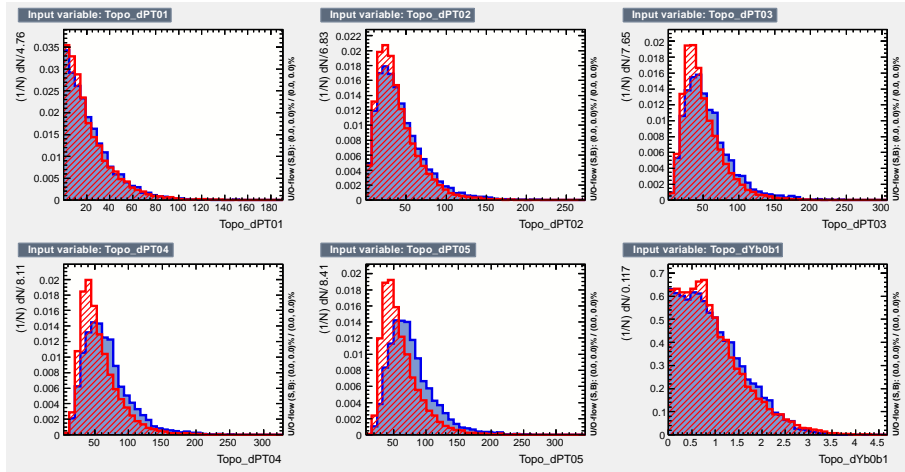 Input variable: Topo_dPT01
(1/N) dN/4.76
0.035
0.03
0.025
0.02
0.015
0.01
0.005
0
20 40 60 80 100 120 140 160 180
Topo_dPT01
U/O-flow (S,B): (0.0, 0.0)% / (0.0, 0.0)%
Input variable: Topo_dPT02
(1/N) dN/6.83
0.022
0.02
0.018
0.016
0.014
0.012
0.01
0.008
0.006
0.004
0.002
0
50 100 150 200 250
Topo_dPT02
U/O-flow (S,B): (0.0, 0.0)% / (0.0, 0.0)%
Input variable: Topo_dPT03
(1/N) dN/7.65
0.02
0.018
0.016
0.014
0.012
0.01
0.008
0.006
0.004
0.002
0
50 100 150 200 250 300
Topo_dPT03
U/O-flow (S,B): (0.0, 0.0)% / (0.0, 0.0)%
Input variable: Topo_dPT04
(1/N) dN/8.11
0.02
0.018
0.016
0.014
0.012
0.01
0.008
0.006
0.004
0.002
0
50 100 150 200 250 300
Topo_dPT04
U/O-flow (S,B): (0.0, 0.0)% / (0.0, 0.0)%
Input variable: Topo_dPT05
(1/N) dN/8.41
0.02
0.018
0.016
0.014
0.012
0.01
0.008
0.006
0.004
0.002
0
50 100 150 200 250 300
Topo_dPT05
U/O-flow (S,B): (0.0, 0.0)% / (0.0, 0.0)%
Input variable: Topo_dYb0b1
(1/N) dN/0.117
0.7
0.6
0.5
0.4
0.3
0.2
0.1
0
0 0.5 1 1.5 2 2.5 3 3.5 4 4.5
Topo_dYb0b1
U/O-flow (S,B): (0.0, 0.0)% / (0.0, 0.0)%